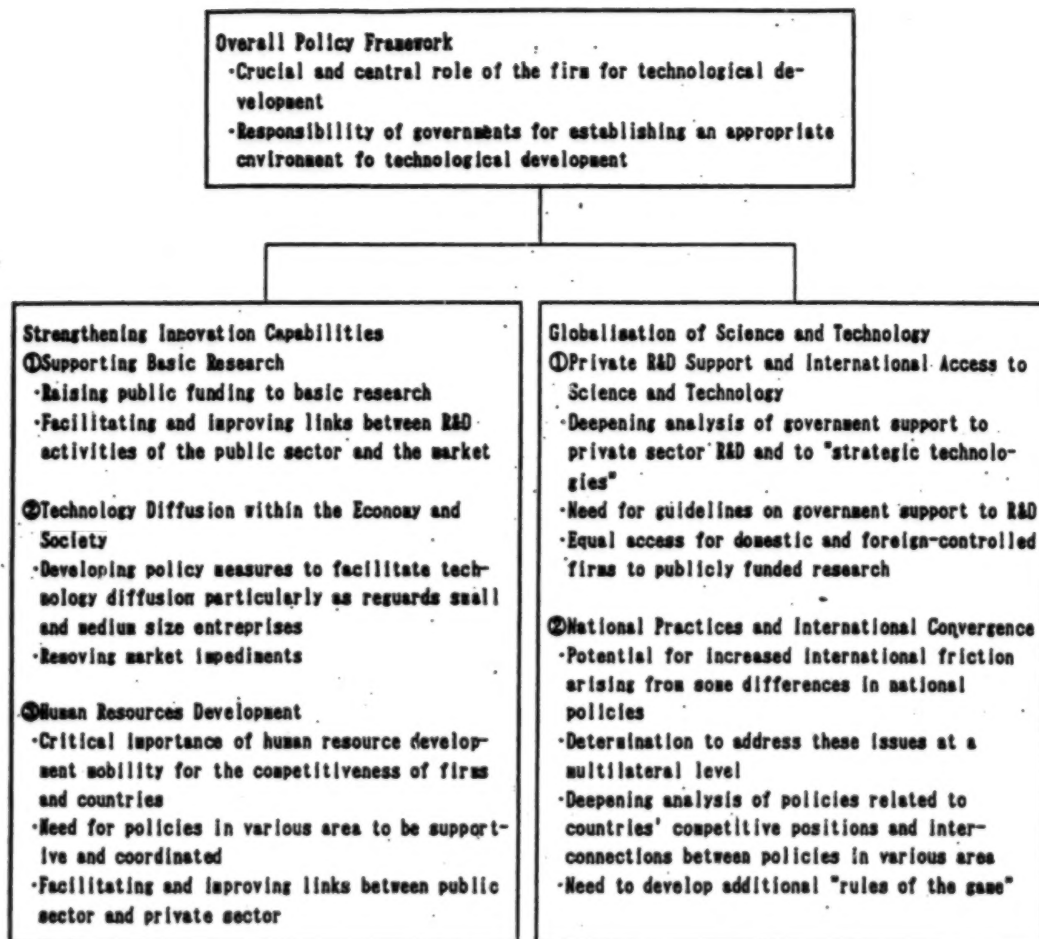 Overall Policy Framework
·Crucial and central role of the firm for technological de-
velopment
·Responsibility of governments for establishing an appropriate
environment fo technological development
Strengthening Innovation Capabilities
①Supporting Basic Research
·Raising public funding to basic research
·Facilitating and improving links between R&D
activities of the public sector and the market
②Technology Diffusion within the Economy and
Society
·Developing policy measures to facilitate tech-
nology diffusion particularly as reguards small
and medium size entreprises
·Removing market impediments
③Human Resources Development
·Critical importance of human resource develop-
ment mobility for the competitiveness of firms
and countries
·Need for policies in various area to be support-
ive and coordinated
·Facilitating and improving links between public
sector and private sector
Globalisation of Science and Technology
①Private R&D Support and International Access to
Science and Technology
·Deepening analysis of government support to
private sector R&D and to "strategic technolo-
gies"
·Need for guidelines on government support to R&D
·Equal access for domestic and foreign-controlled
firms to publicly funded research
②National Practices and International Convergence
·Potential for increased international friction
arising from some differences in national
policies
·Determination to address these issues at a
multilateral level
·Deepening analysis of policies related to
countries' competitive positions and inter-
connections between policies in various area
·Need to develop additional "rules of the game"